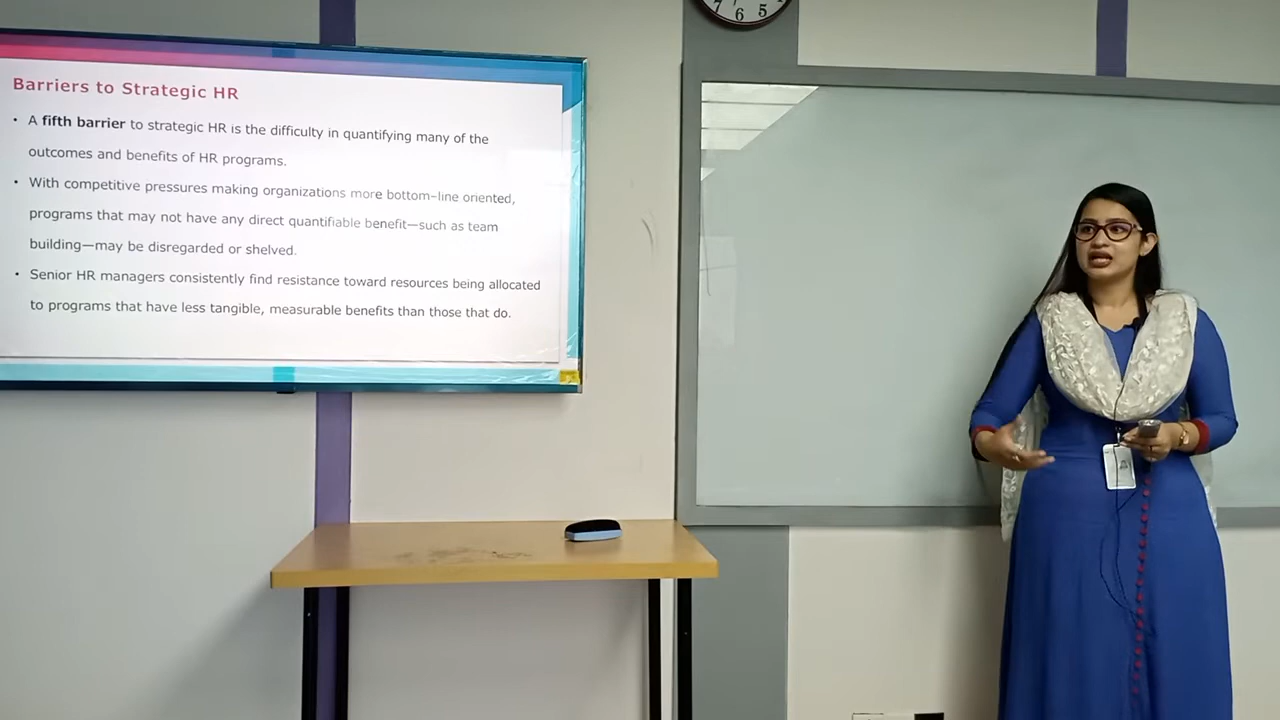 Barriers to Strategic HR
• A fifth barrier to strategic HR is the difficulty in quantifying many of the
outcomes and benefits of HR programs.
• With competitive pressures making organizations more bottom-line oriented,
programs that may not have any direct quantifiable benefit—such as team
building—may be disregarded or shelved.
• Senior HR managers consistently find resistance toward resources being allocated
to programs that have less tangible, measurable benefits than those that do.
7 6 5